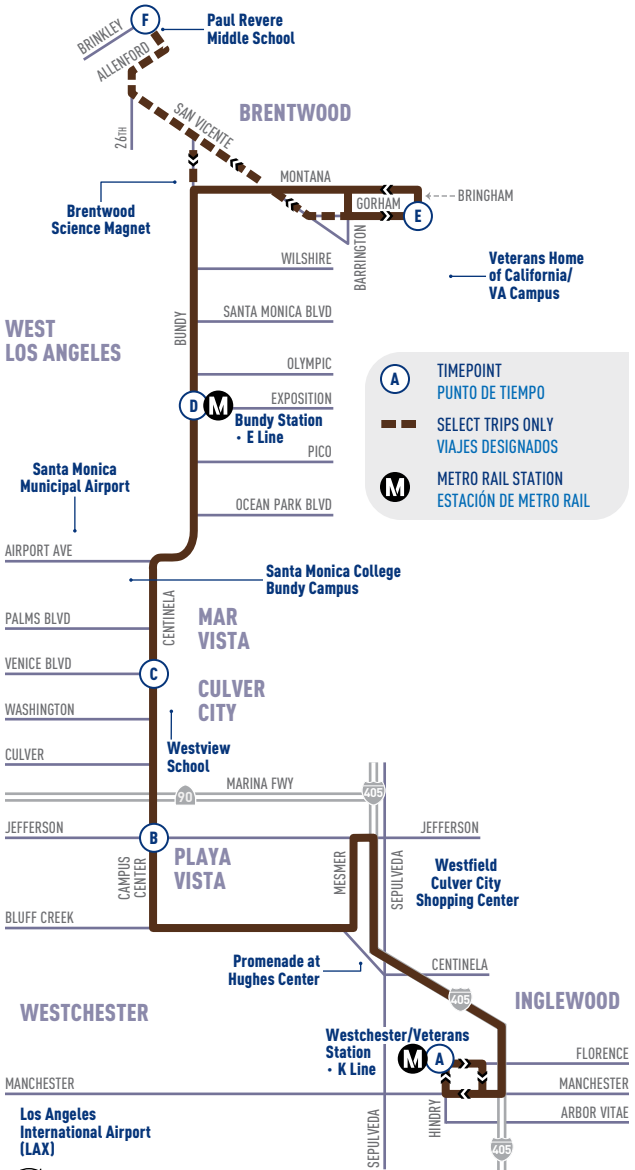 F
Paul Revere
Middle School
BRINKLEY
ALLENFORD
SAN VICENTE
26TH
BRENTWOOD
MONTANA
BRINGHAM
GORHAM
E
Brentwood
Science Magnet
BARRINGTON
WILSHIRE
Veterans Home
of California/
VA Campus
SANTA MONICA BLVD
WEST
LOS ANGELES
BUNDY
OLYMPIC
A
TIMEPOINT
PUNTO DE TIEMPO
D
M
EXPOSITION
Bundy Station
• E Line
SELECT TRIPS ONLY
VIAJES DESIGNADOS
PICO
M
METRO RAIL STATION
ESTACIÓN DE METRO RAIL
Santa Monica
Municipal Airport
OCEAN PARK BLVD
AIRPORT AVE
Santa Monica College
Bundy Campus
CENTINELA
PALMS BLVD
MAR
VISTA
VENICE BLVD
C
CULVER
CITY
WASHINGTON
CULVER
Westview
School
MARINA FWY
90
405
JEFFERSON
B
JEFFERSON
PLAYA
VISTA
CAMPUS
CENTER
MESMER
SEPULVEDA
Westfield
Culver City
Shopping Center
BLUFF CREEK
Promenade at
Hughes Center
CENTINELA
405
INGLEWOOD
WESTCHESTER
Westchester/Veterans
Station
• K Line
M
A
FLORENCE
MANCHESTER
MANCHESTER
HINDRY
ARBOR VITAE
Los Angeles
International Airport
(LAX)
SEPULVEDA
405